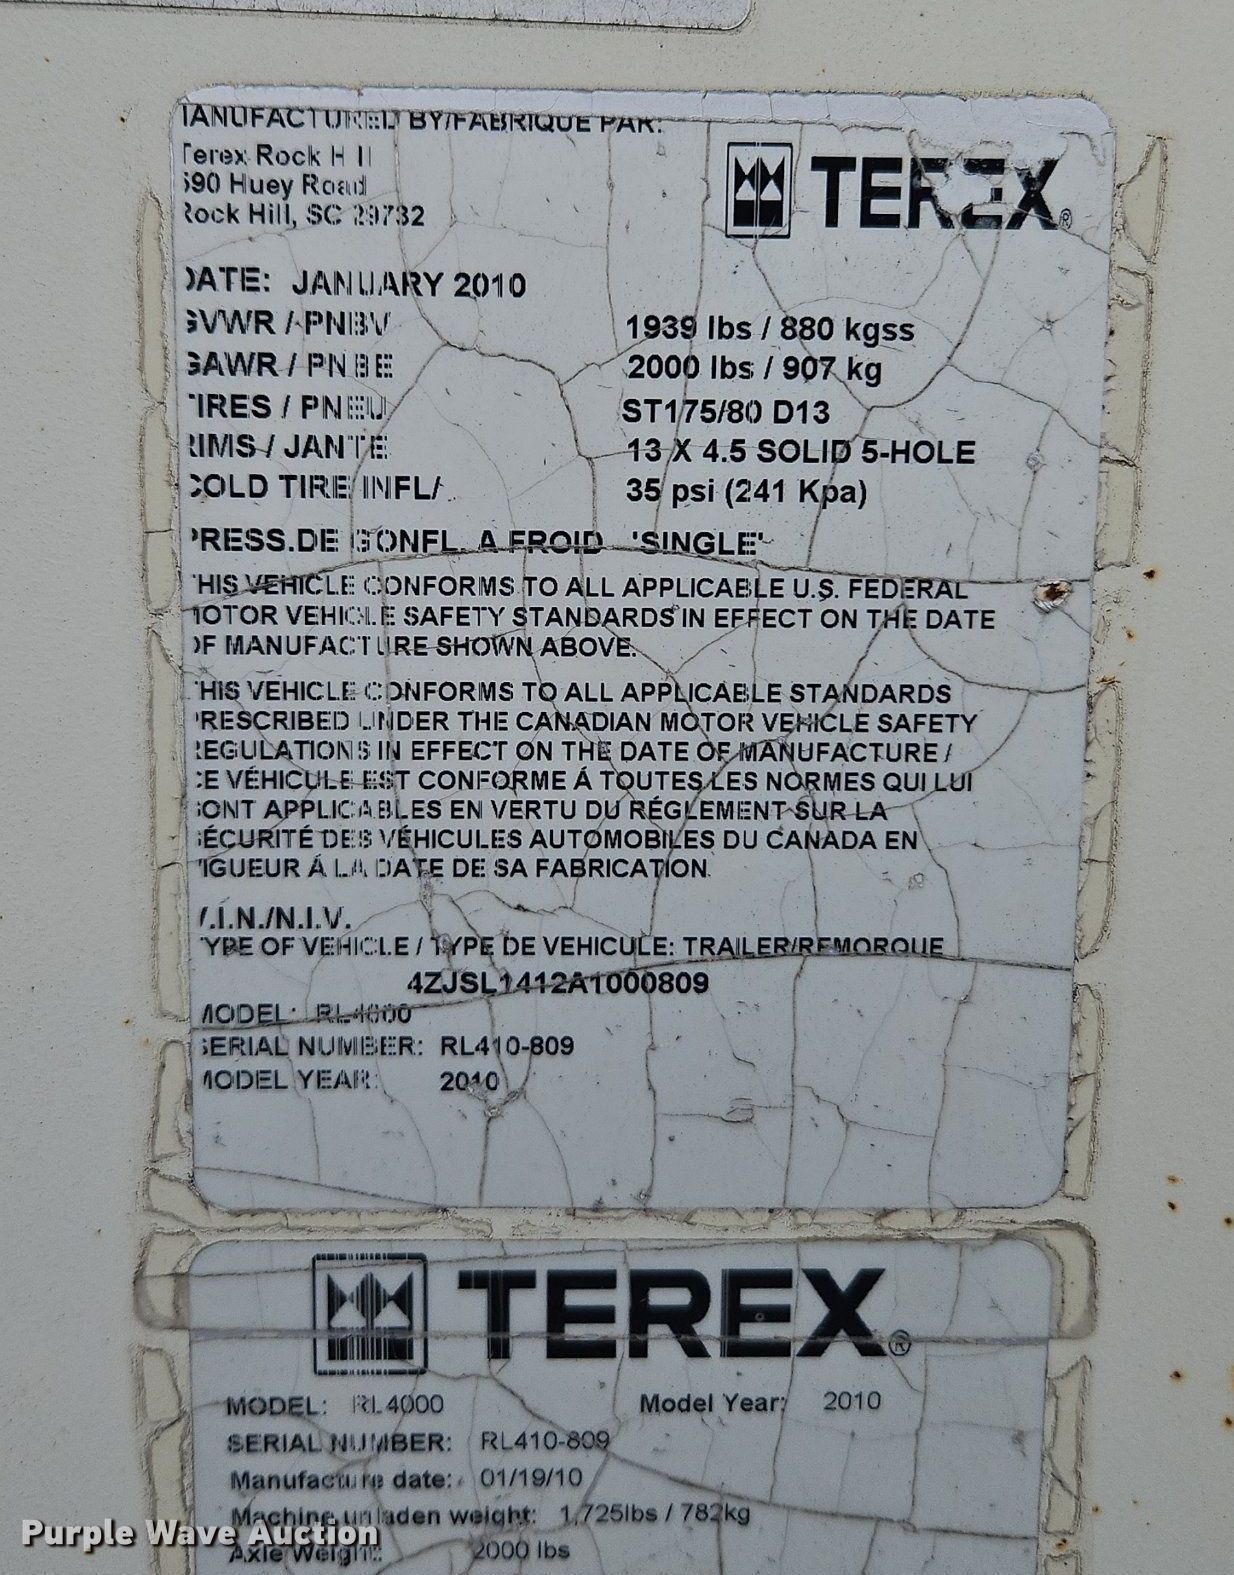 MANUFACTURED BY/FABRIQUE PAR:
Terex Rock Hill
590 Huey Road
Rock Hill, SC 29732
TEREX®
DATE: JANUARY 2010
GVWR / PNBV 1939 lbs / 880 kgss
GAWR / PNBE 2000 lbs / 907 kg
TIRES / PNEU ST175/80 D13
RIMS / JANTE 13 X 4.5 SOLID 5-HOLE
COLD TIRE INFL/ 35 psi (241 Kpa)
PRESS.DE GONFL. A FROID 'SINGLE'
THIS VEHICLE CONFORMS TO ALL APPLICABLE U.S. FEDERAL
MOTOR VEHICLE SAFETY STANDARDS IN EFFECT ON THE DATE
OF MANUFACTURE SHOWN ABOVE.
THIS VEHICLE CONFORMS TO ALL APPLICABLE STANDARDS
PRESCRIBED UNDER THE CANADIAN MOTOR VEHICLE SAFETY
REGULATIONS IN EFFECT ON THE DATE OF MANUFACTURE /
CE VÉHICULE EST CONFORME Á TOUTES LES NORMES QUI LUI
SONT APPLICABLES EN VERTU DU RÉGLEMENT SUR LA
SÉCURITÉ DES VÉHICULES AUTOMOBILES DU CANADA EN
VIGUEUR Á LA DATE DE SA FABRICATION.
V.I.N./N.I.V.
TYPE OF VEHICLE / TYPE DE VEHICULE: TRAILER/REMORQUE
4ZJSL1412A1000809
MODEL: RL4000
SERIAL NUMBER: RL410-809
MODEL YEAR: 2010
TEREX®
MODEL: RL4000 Model Year: 2010
SERIAL NUMBER: RL410-809
Manufacture date: 01/19/10
Machine unladen weight: 1,725lbs / 782kg
Axle Weight: 2000 lbs
Purple Wave Auction